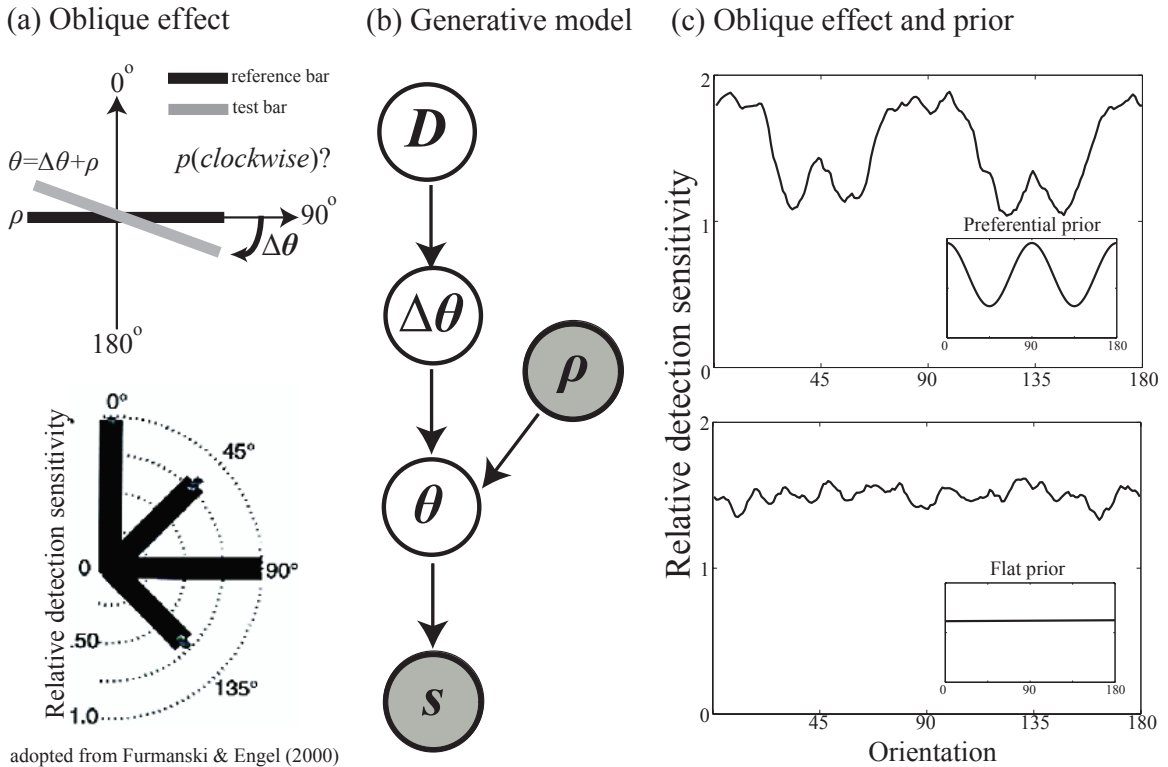 (a) Oblique effect
0°
reference bar
test bar
θ=Δθ+ρ
p(clockwise)?
ρ
90°
Δθ
180°
Relative detection sensitivity
0°
45°
0
90°
.50
135°
1.0
adopted from Furmanski & Engel (2000)
(b) Generative model
D
Δθ
ρ
θ
s
(c) Oblique effect and prior
Relative detection sensitivity
2
1
0
45
90
135
180
Preferential prior
0
90
180
2
1
0
45
90
135
180
Flat prior
0
90
180
Orientation